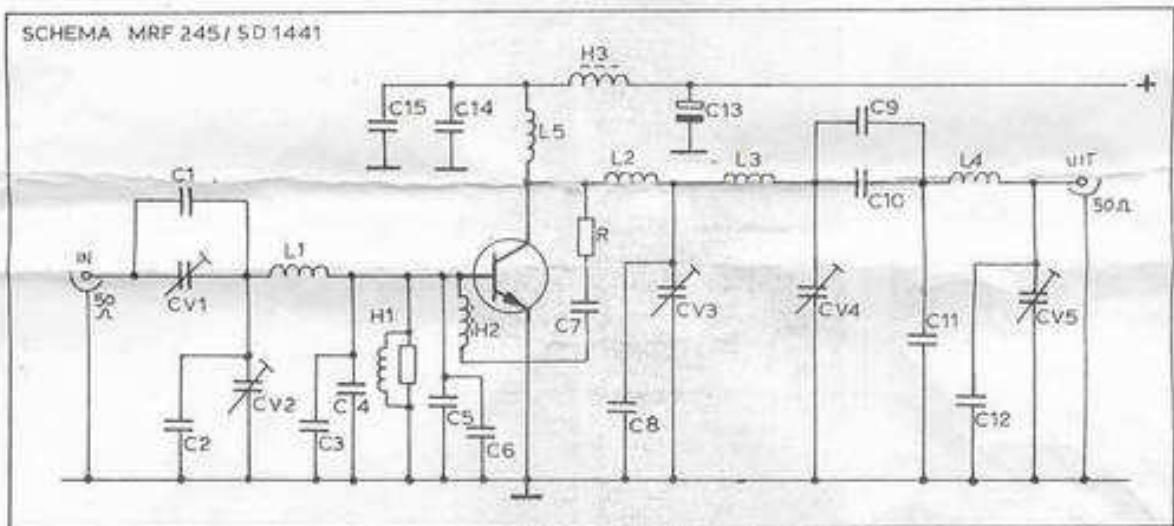 SCHEMA MRF 245/ SD 1441
H3
+
C15
C14
C13
L5
C9
C1
L2
L3
C10
L4
UIT
50Ω
IN
50
Ω
CV1
L1
R
H1
H2
C7
CV3
CV4
C11
CV5
C2
CV2
C3
C4
C5
C6
C8
C12